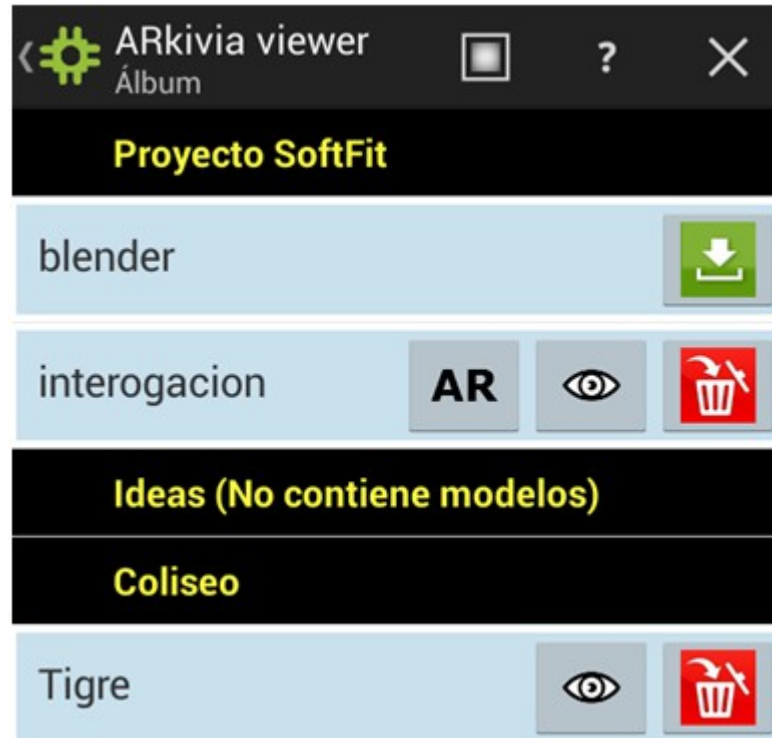 ARkivia viewer
Álbum
?
Proyecto SoftFit
blender
interogacion AR
Ideas (No contiene modelos)
Coliseo
Tigre